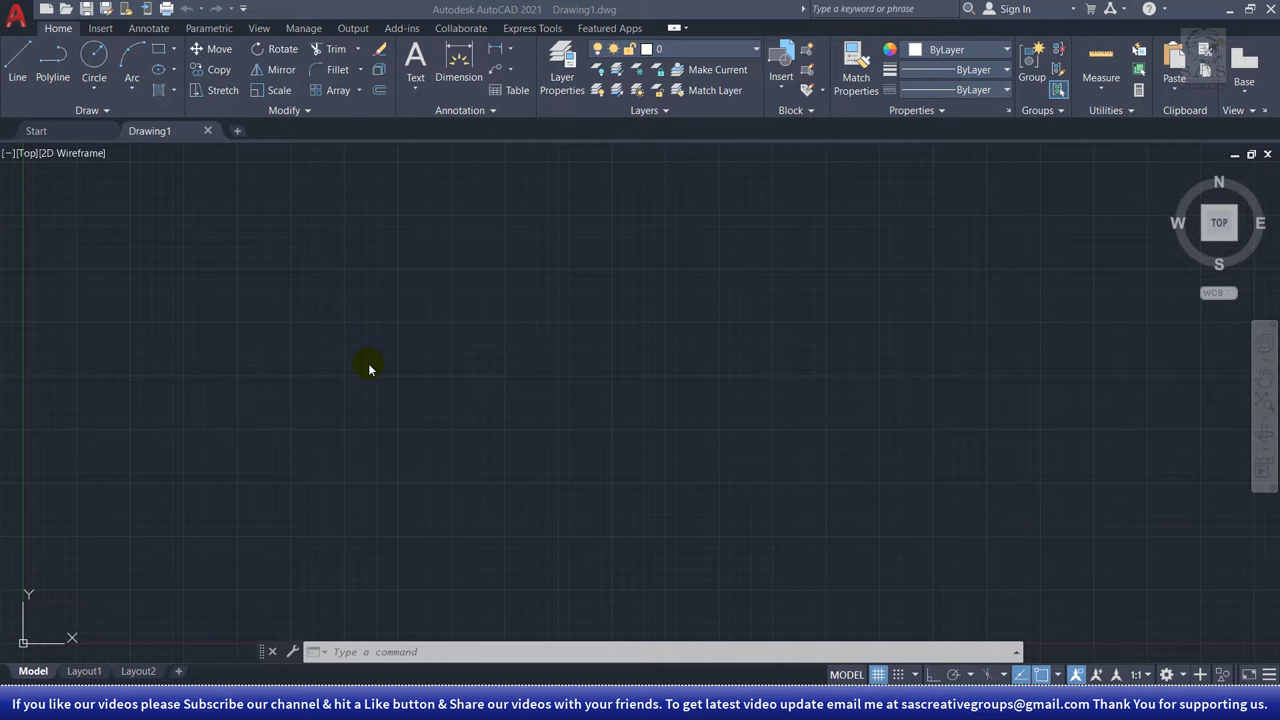 Autodesk AutoCAD 2021 Drawing1.dwg
Type a keyword or phrase
Sign In
Home Insert Annotate Parametric View Manage Output Add-ins Collaborate Express Tools Featured Apps
Line Polyline Circle Arc
Move Rotate Trim
Copy Mirror Fillet
Stretch Scale Array
Text Dimension Table
Layer Properties
0
Make Current
Match Layer
Insert
Match Properties
ByLayer
ByLayer
ByLayer
Group
Measure
Paste
Base
Draw Modify Annotation Layers Block Properties Groups Utilities Clipboard View
Start Drawing1
[−][Top][2D Wireframe]
N
W TOP E
S
WCS
Y
X
Type a command
Model Layout1 Layout2
MODEL 1:1
If you like our videos please Subscribe our channel & hit a Like button & Share our videos with your friends. To get latest video update email me at sascreativegroups@gmail.com Thank You for supporting us.